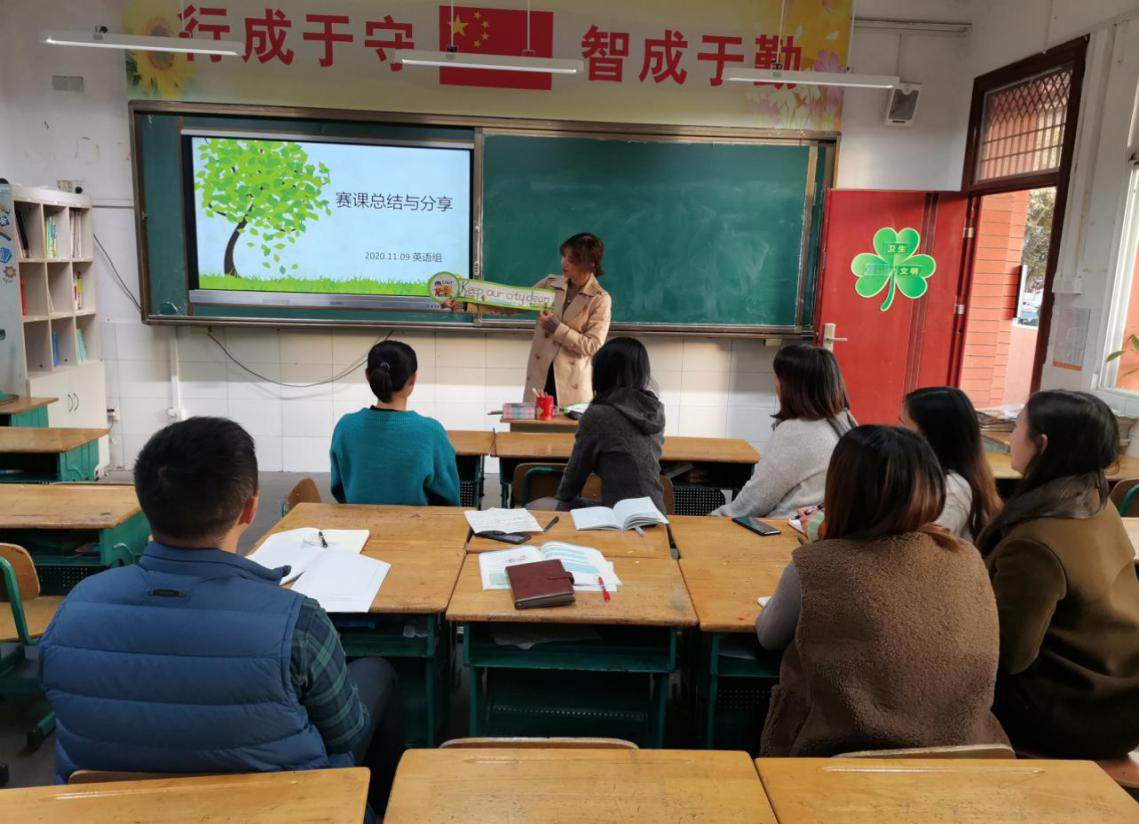 行成于守 智成于勤
赛课总结与分享
2020.11.09 英语组
Keep our city clean
卫生
文明